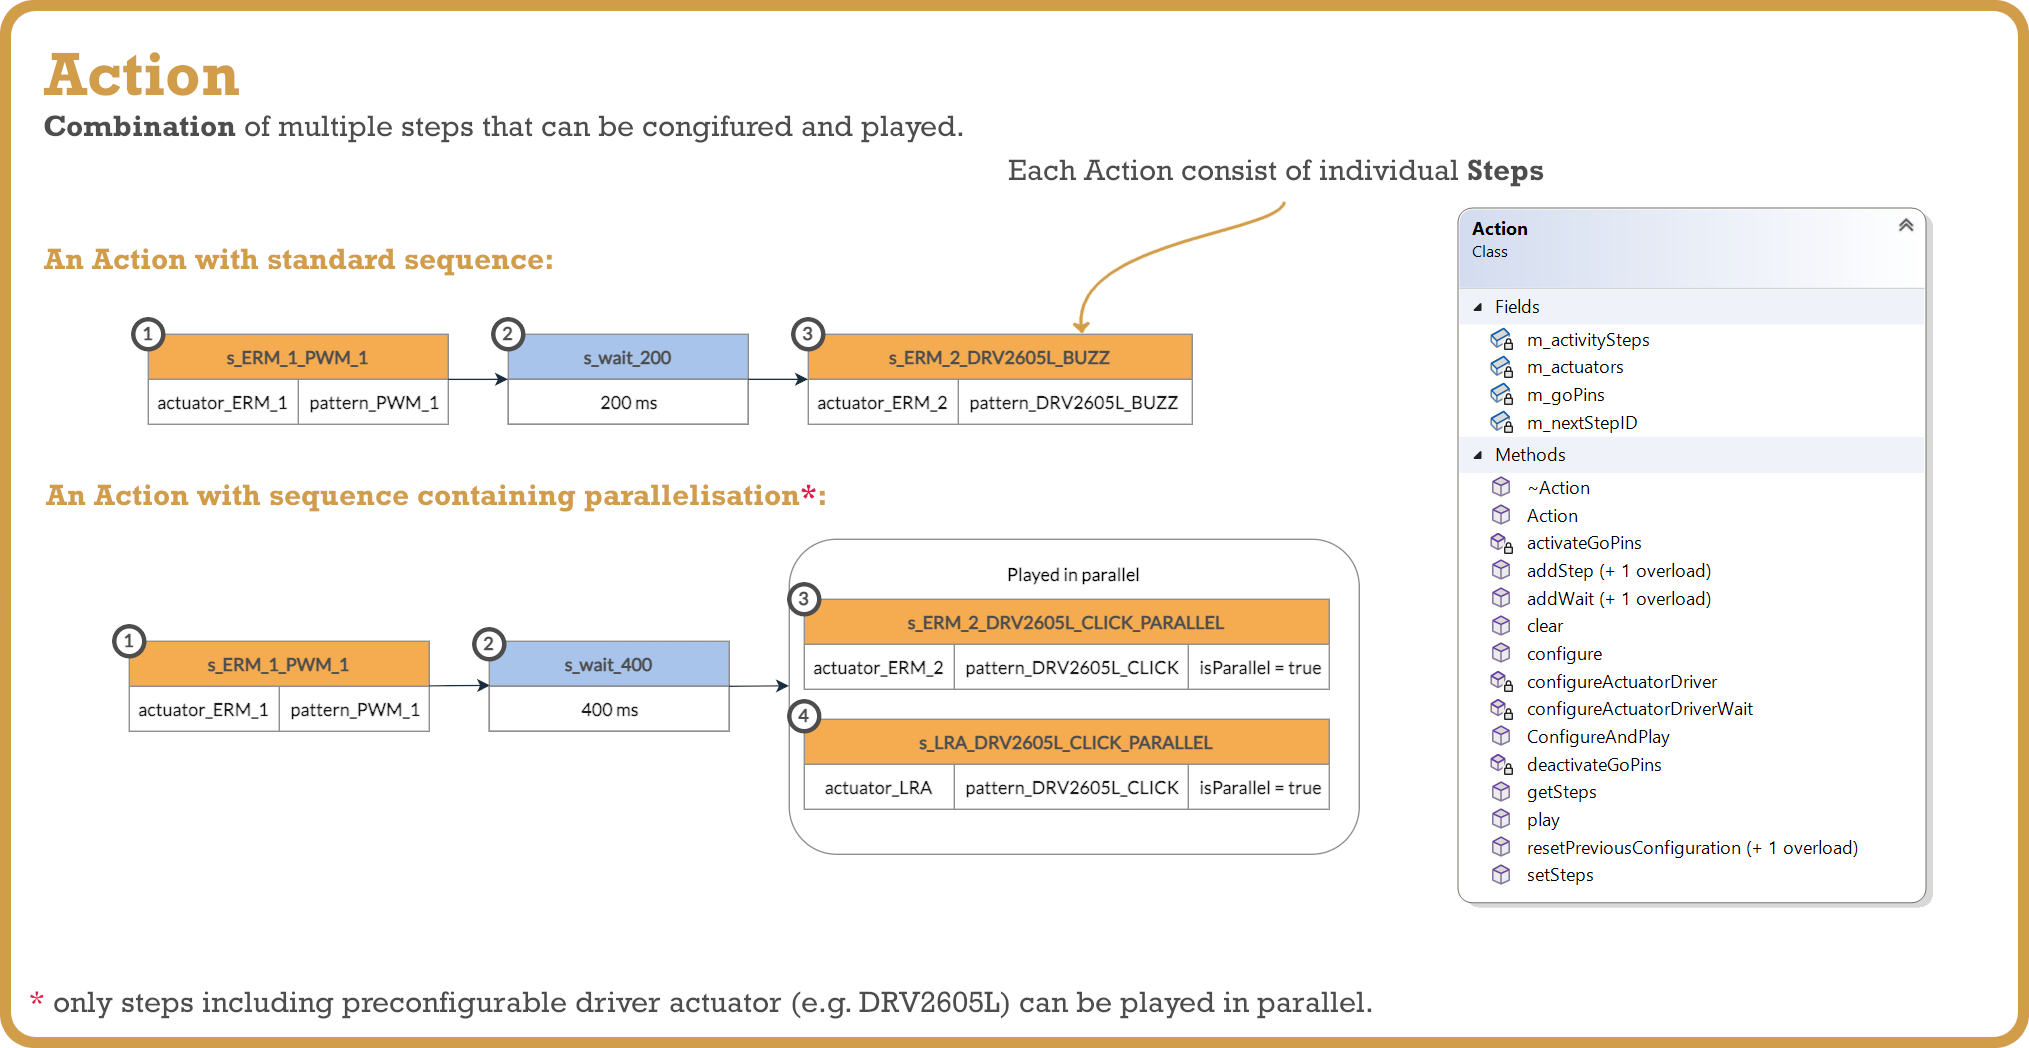 Action
Combination of multiple steps that can be congifured and played.
Each Action consist of individual Steps
An Action with standard sequence:
1
s_ERM_1_PWM_1
actuator_ERM_1 pattern_PWM_1
2
s_wait_200
200 ms
3
s_ERM_2_DRV2605L_BUZZ
actuator_ERM_2 pattern_DRV2605L_BUZZ
An Action with sequence containing parallelisation*:
1
s_ERM_1_PWM_1
actuator_ERM_1 pattern_PWM_1
2
s_wait_400
400 ms
Played in parallel
3
s_ERM_2_DRV2605L_CLICK_PARALLEL
actuator_ERM_2 pattern_DRV2605L_CLICK isParallel = true
4
s_LRA_DRV2605L_CLICK_PARALLEL
actuator_LRA pattern_DRV2605L_CLICK isParallel = true
Action
Class
Fields
m_activitySteps
m_actuators
m_goPins
m_nextStepID
Methods
~Action
Action
activateGoPins
addStep (+ 1 overload)
addWait (+ 1 overload)
clear
configure
configureActuatorDriver
configureActuatorDriverWait
ConfigureAndPlay
deactivateGoPins
getSteps
play
resetPreviousConfiguration (+ 1 overload)
setSteps
* only steps including preconfigurable driver actuator (e.g. DRV2605L) can be played in parallel.